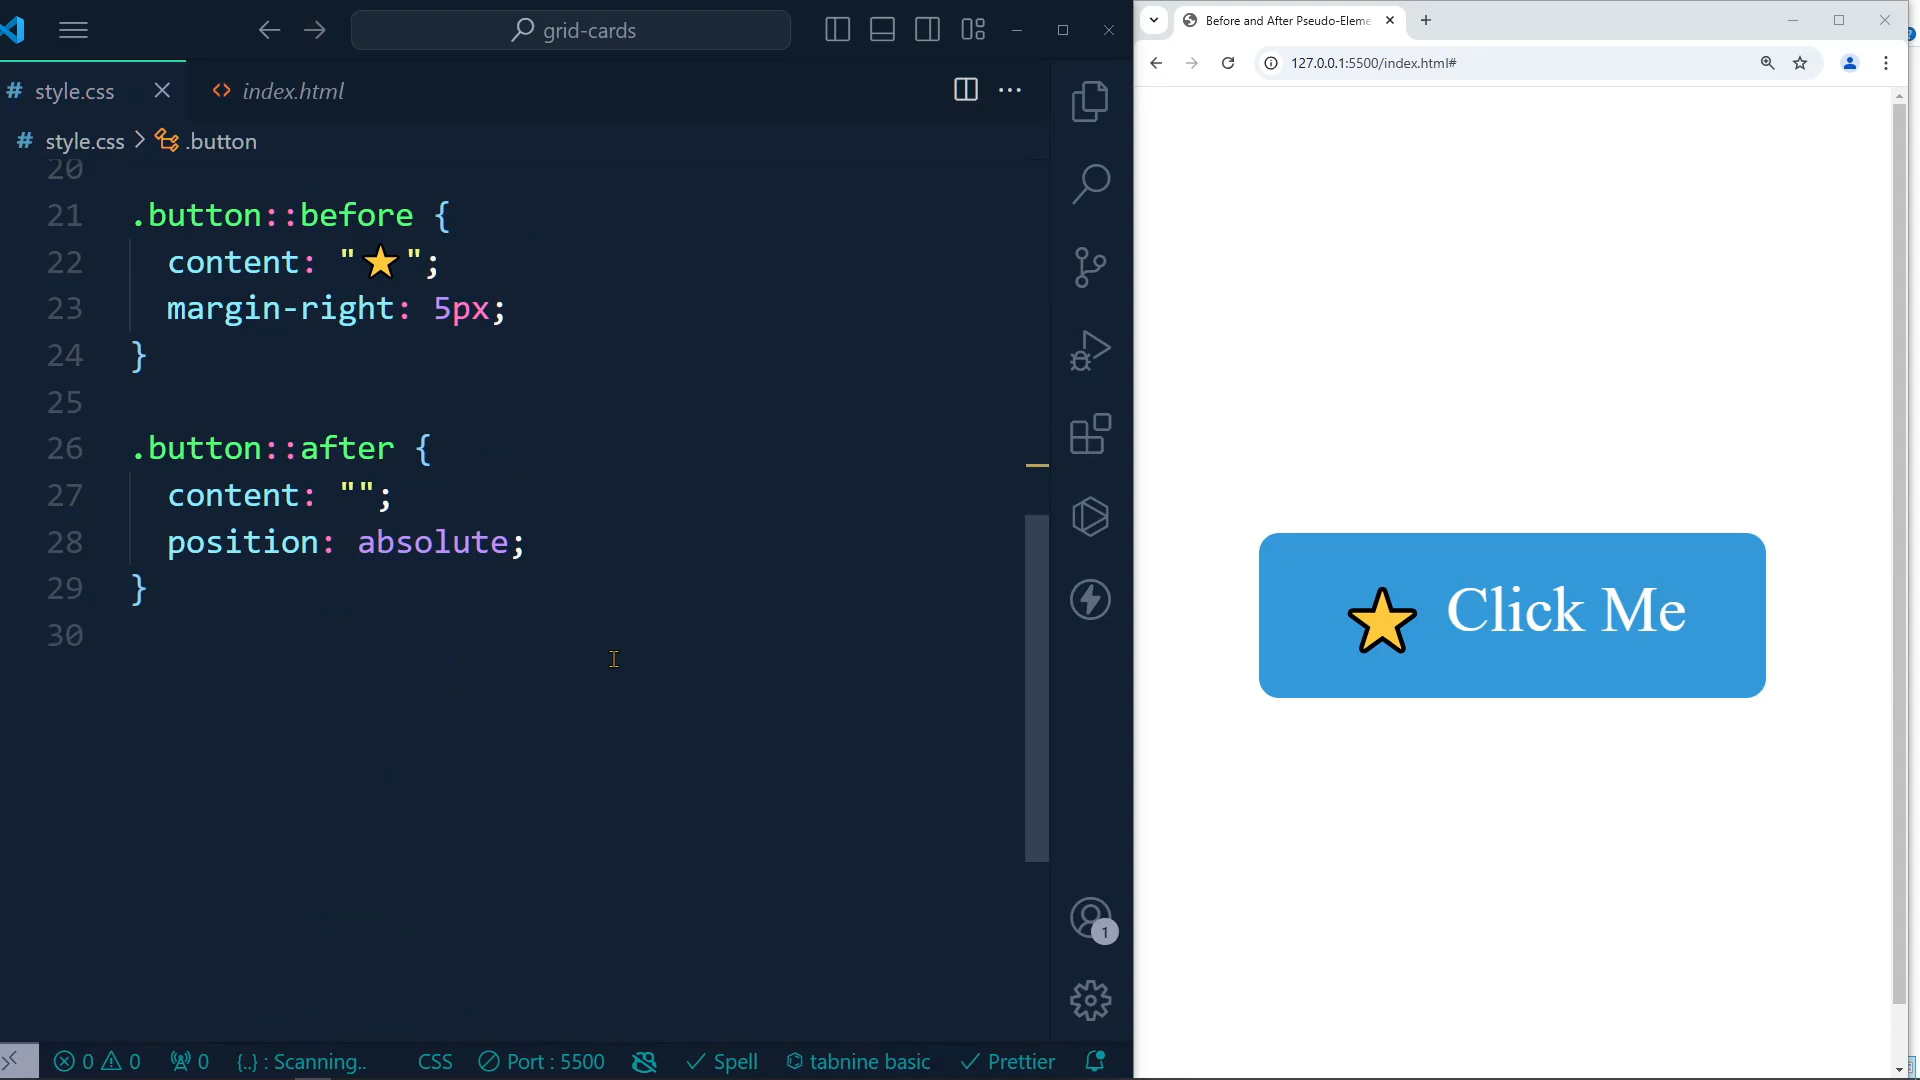 grid-cards
# style.css
index.html
# style.css > .button
20
21 .button::before {
22 content: "⭐";
23 margin-right: 5px;
24 }
25
26 .button::after {
27 content: "";
28 position: absolute;
29 }
30
1
0 0 0 {..} : Scanning.. CSS Port : 5500 Spell tabnine basic Prettier
Before and After Pseudo-Eleme
127.0.0.1:5500/index.html#
⭐ Click Me